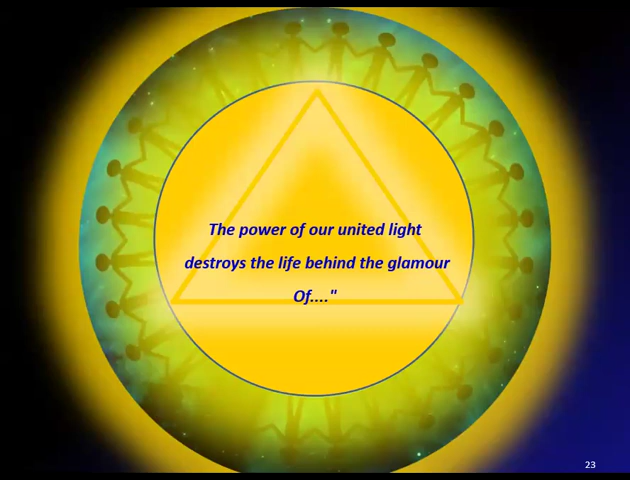 The power of our united light
destroys the life behind the glamour
Of...."
23